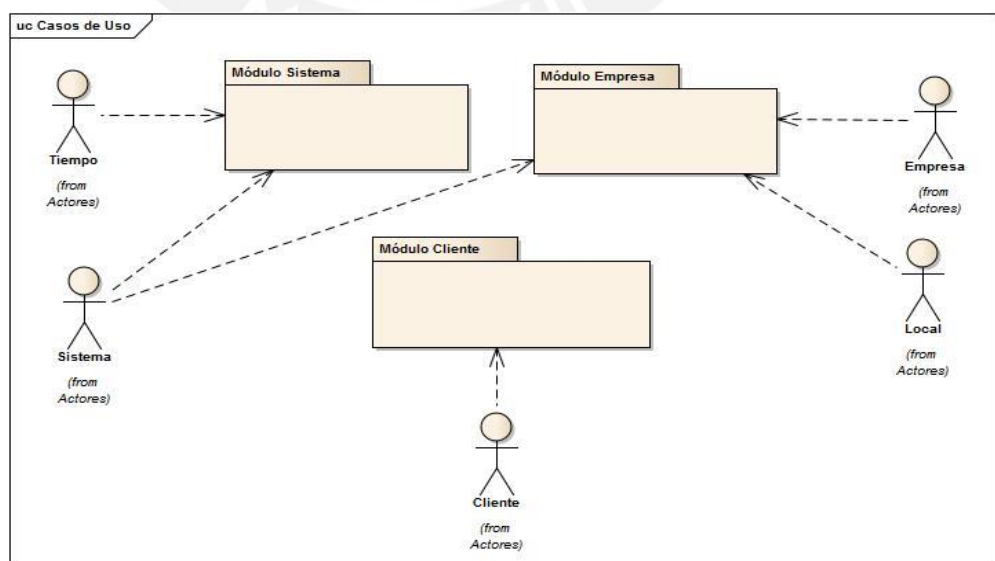 uc Casos de Uso
Módulo Sistema
Módulo Empresa
Tiempo
(from
Actores)
Empresa
(from
Actores)
Módulo Cliente
Sistema
(from
Actores)
Local
(from
Actores)
Cliente
(from
Actores)